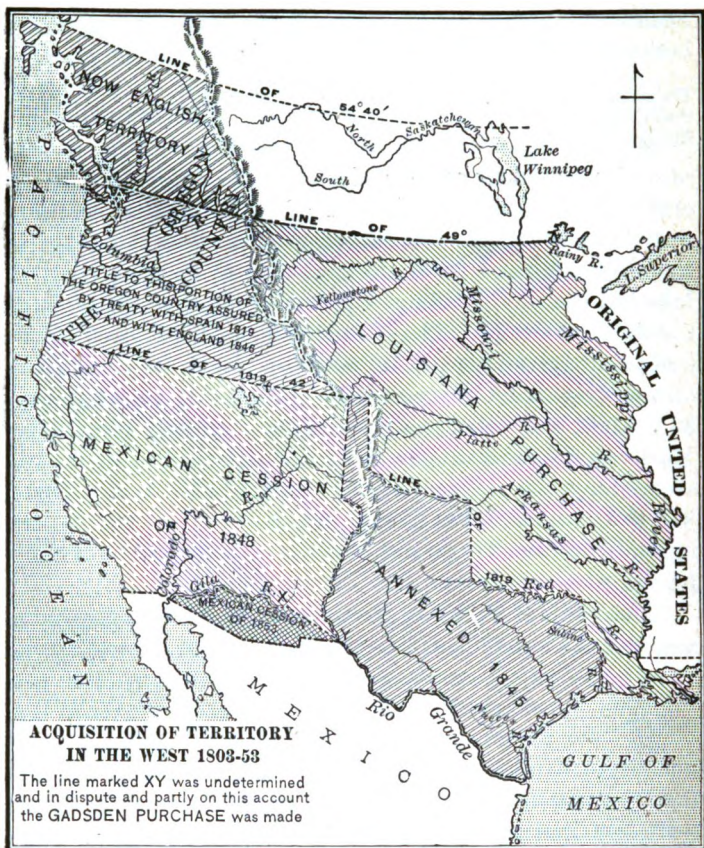 LINE OF 54°40'
NOW ENGLISH
TERRITORY
North
Saskatchewan
South
Lake
Winnipeg
PACIFIC OCEAN
THE OREGON COUNTRY
R.
LINE OF 49°
Rainy R.
L. Superior
Columbia
TITLE TO THIS PORTION OF
THE OREGON COUNTRY ASSURED
BY TREATY WITH SPAIN 1819
AND WITH ENGLAND 1846
Yellowstone R.
Missouri R.
ORIGINAL UNITED STATES
Mississippi River
LOUISIANA PURCHASE
LINE OF 1819 42°
Platte R.
MEXICAN CESSION
OF 1848
LINE OF 1819
Arkansas R.
Colorado R.
Gila R.
X
MEXICAN CESSION
OF 1853
ANNEXED 1845
Red R.
Sabine R.
Nueces
Rio Grande
MEXICO
GULF OF
MEXICO
ACQUISITION OF TERRITORY
IN THE WEST 1803-53
The line marked XY was undetermined
and in dispute and partly on this account
the GADSDEN PURCHASE was made